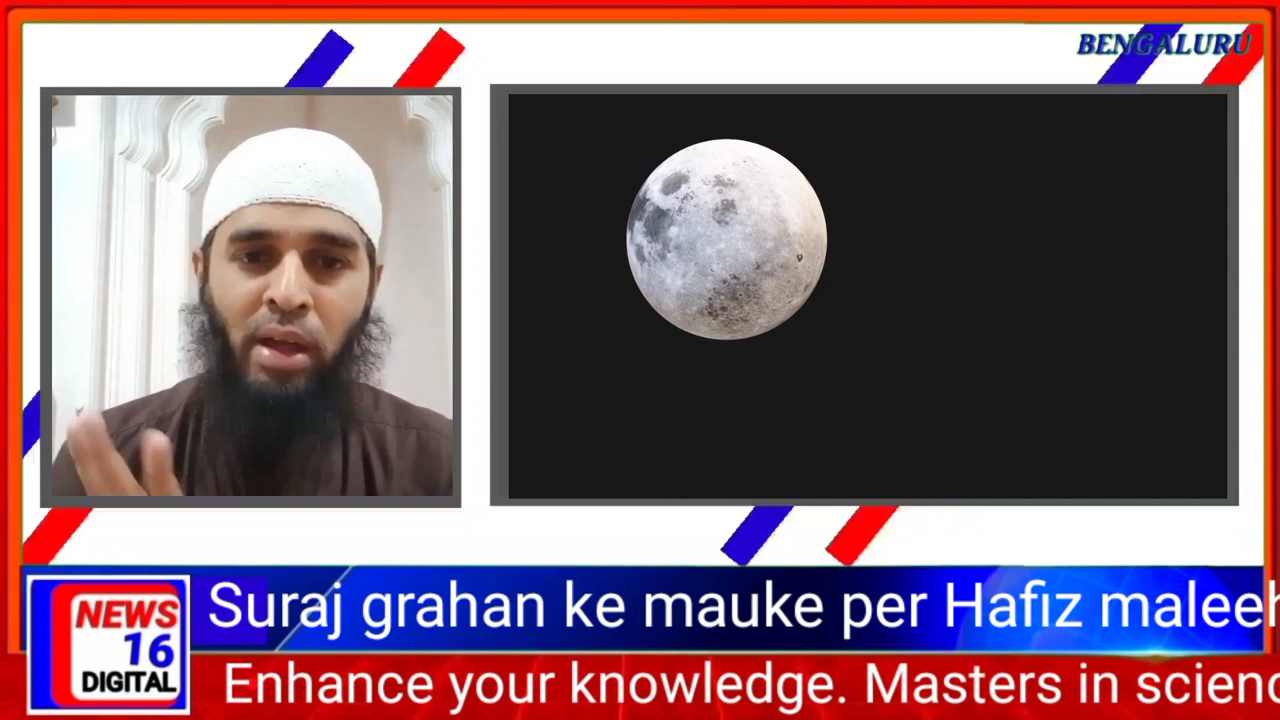 BENGALURU
NEWS
16
DIGITAL
Suraj grahan ke mauke per Hafiz maleeh
Enhance your knowledge. Masters in scienc